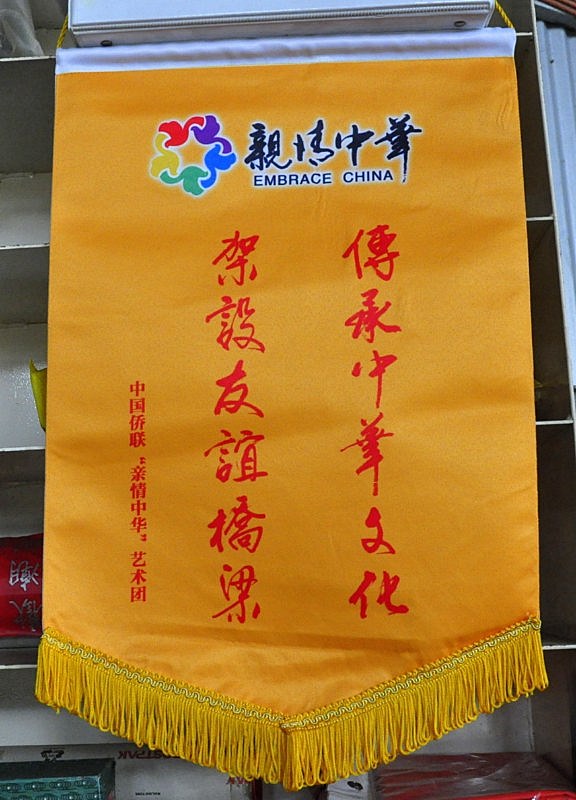 親情中華
EMBRACE CHINA
傳承中華文化
架設友誼橋梁
中国侨联“亲情中华”艺术团